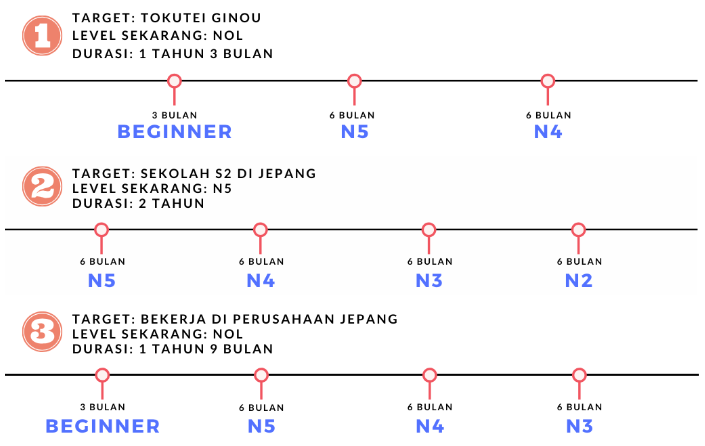 1
TARGET: TOKUTEI GINOU
LEVEL SEKARANG: NOL
DURASI: 1 TAHUN 3 BULAN
3 BULAN 6 BULAN 6 BULAN
BEGINNER N5 N4
2
TARGET: SEKOLAH S2 DI JEPANG
LEVEL SEKARANG: N5
DURASI: 2 TAHUN
6 BULAN 6 BULAN 6 BULAN 6 BULAN
N5 N4 N3 N2
3
TARGET: BEKERJA DI PERUSAHAAN JEPANG
LEVEL SEKARANG: NOL
DURASI: 1 TAHUN 9 BULAN
3 BULAN 6 BULAN 6 BULAN 6 BULAN
BEGINNER N5 N4 N3